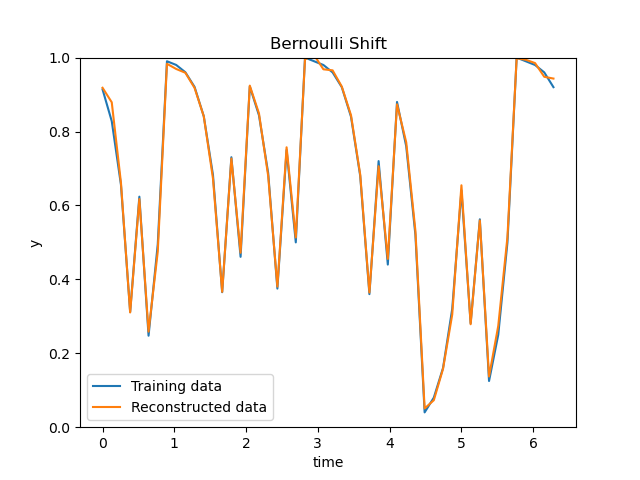 Bernoulli Shift
1.0
0.8
0.6
0.4
0.2
0.0
y
Training data
Reconstructed data
0 1 2 3 4 5 6
time